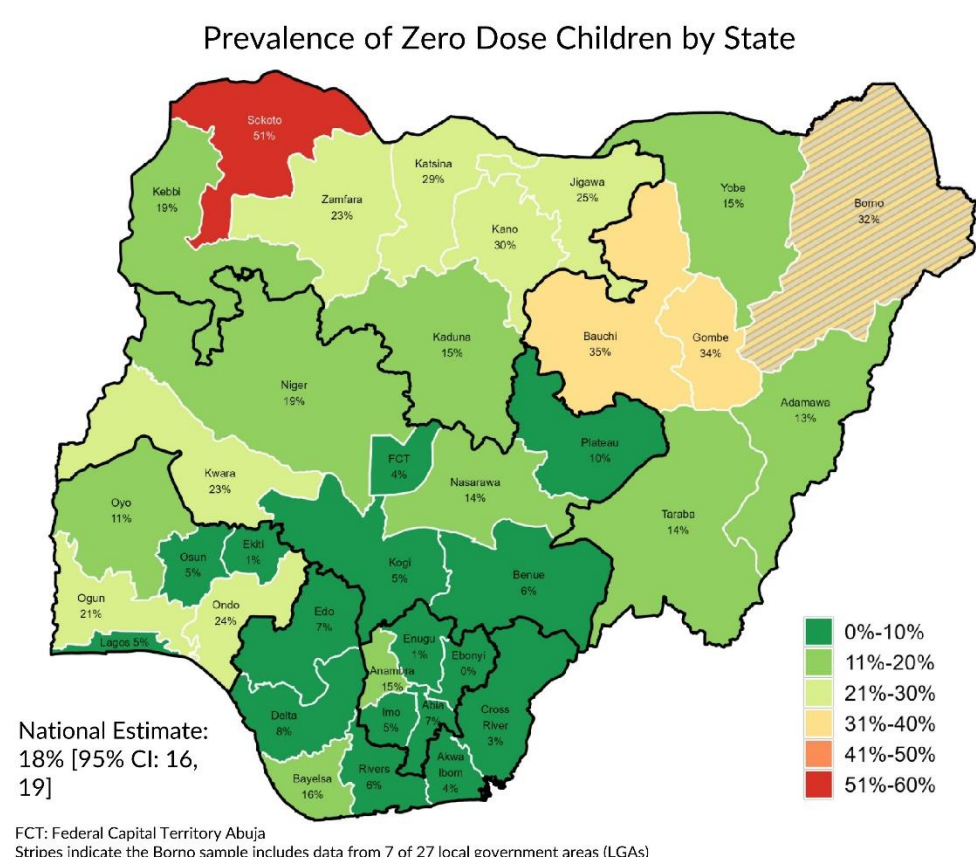 Prevalence of Zero Dose Children by State
Sokoto
51%
Katsina
29%
Kebbi
19%
Zamfara
23%
Jigawa
25%
Yobe
15%
Borno
32%
Kano
30%
Kaduna
15%
Bauchi
35%
Gombe
34%
Niger
19%
Adamawa
13%
FCT
4%
Plateau
10%
Kwara
23%
Nasarawa
14%
Oyo
11%
Taraba
14%
Osun
5%
Ekiti
1%
Kogi
5%
Benue
6%
Ogun
21%
Ondo
24%
Edo
7%
Lagos 5%
Enugu
1%
Ebonyi
0%
Anambra
15%
Delta
8%
Imo
5%
Abia
7%
Cross
River
3%
Bayelsa
16%
Rivers
6%
Akwa
Ibom
4%
0%-10%
11%-20%
21%-30%
31%-40%
41%-50%
51%-60%
National Estimate:
18% [95% CI: 16,
19]
FCT: Federal Capital Territory Abuja
Stripes indicate the Borno sample includes data from 7 of 27 local government areas (LGAs)